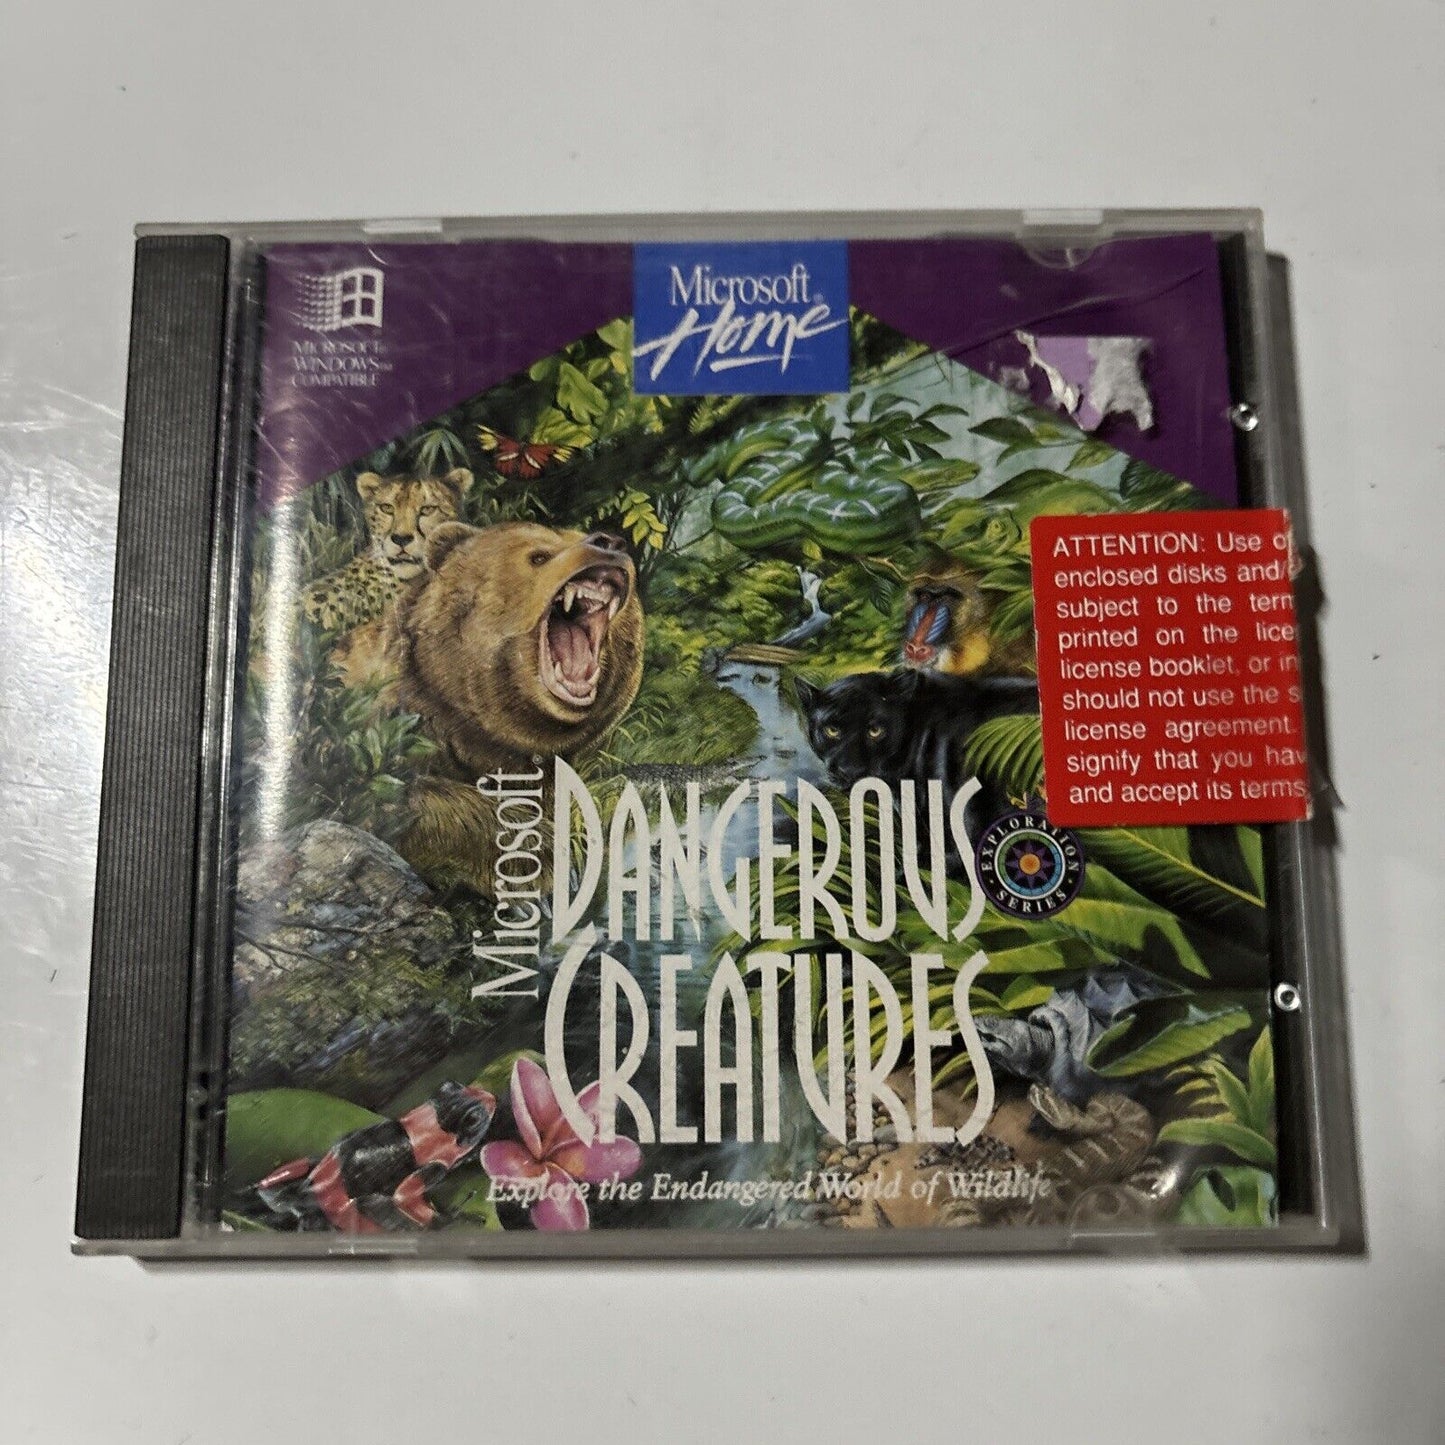 Microsoft®
Home
MICROSOFT®
WINDOWS™
COMPATIBLE
ATTENTION: Use of
enclosed disks and/
subject to the term
printed on the lice
license booklet, or in
should not use the s
license agreement.
signify that you hav
and accept its terms
Microsoft®
DANGEROUS
CREATURES
EXPLORATION
SERIES
Explore the Endangered World of Wildlife